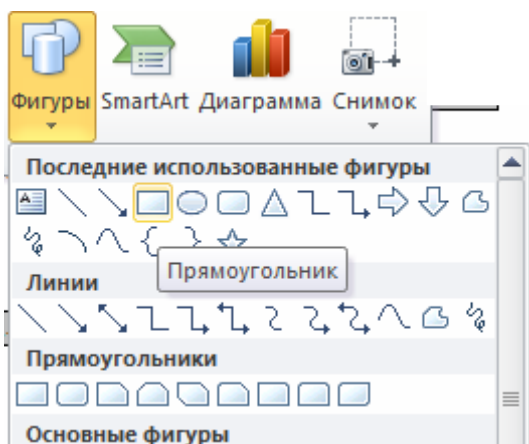 Фигуры SmartArt Диаграмма Снимок
Последние использованные фигуры
Прямоугольник
Линии
Прямоугольники
Основные фигуры